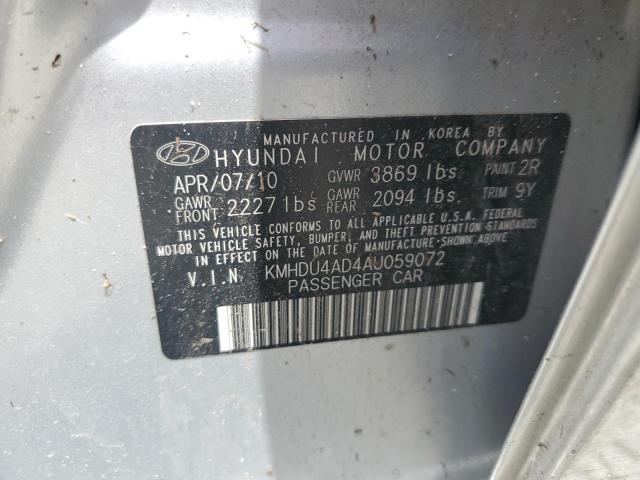 MANUFACTURED IN KOREA BY
HYUNDAI MOTOR COMPANY
APR/07/10 GVWR 3869 lbs PAINT 2R
GAWR FRONT 2227 lbs GAWR REAR 2094 lbs. TRIM 9Y
THIS VEHICLE CONFORMS TO ALL APPLICABLE U.S.A. FEDERAL
MOTOR VEHICLE SAFETY, BUMPER, AND THEFT PREVENTION STANDARDS
IN EFFECT ON THE DATE OF MANUFACTURE SHOWN ABOVE
V.I.N. KMHDU4AD4AU059072
PASSENGER CAR